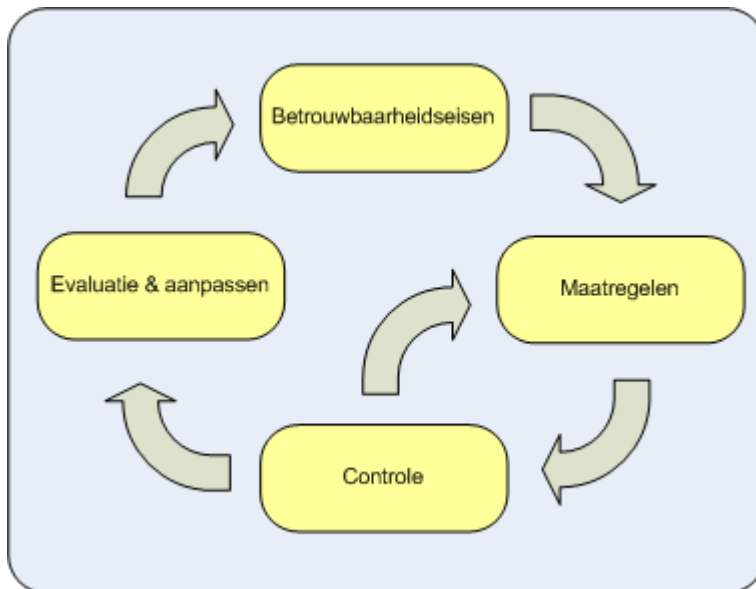 Betrouwbaarheidseisen
Evaluatie & aanpassen
Maatregelen
Controle